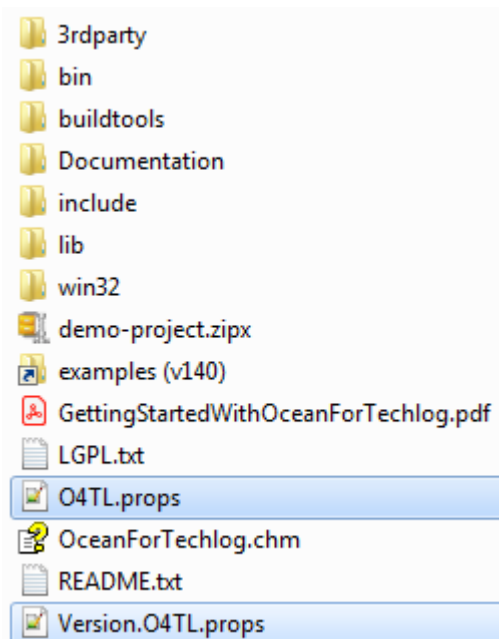 3rdparty
bin
buildtools
Documentation
include
lib
win32
demo-project.zipx
examples (v140)
GettingStartedWithOceanForTechlog.pdf
LGPL.txt
O4TL.props
OceanForTechlog.chm
README.txt
Version.O4TL.props